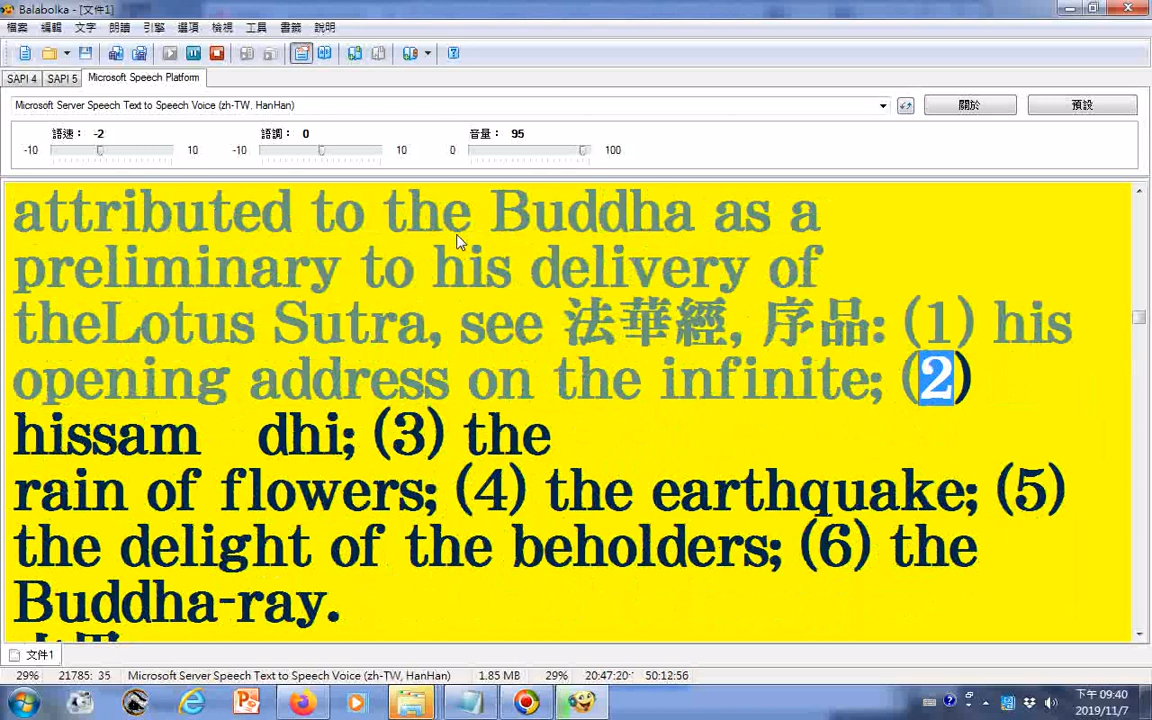 Balabolka - [文件1]
檔案 編輯 文字 朗讀 引擎 選項 檢視 工具 書籤 說明
SAPI 4 SAPI 5 Microsoft Speech Platform
Microsoft Server Speech Text to Speech Voice (zh-TW, HanHan) 關於 預設
語速： -2 語調： 0 音量： 95
-10 10 -10 10 0 100
attributed to the Buddha as a
preliminary to his delivery of
theLotus Sutra, see 法華經, 序品: (1) his
opening address on the infinite; (2)
hissam dhi; (3) the
rain of flowers; (4) the earthquake; (5)
the delight of the beholders; (6) the
Buddha-ray.
文件1
29% 21785: 35 Microsoft Server Speech Text to Speech Voice (zh-TW, HanHan) 1.85 MB 29% 20:47:20 50:12:56
下午 09:40
2019/11/7